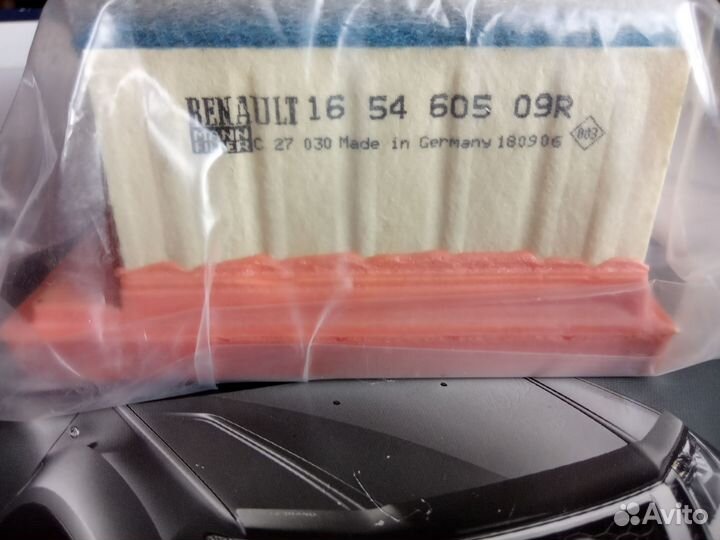 RENAULT 16 54 605 09R
MANN FILTER C 27 030 Made in Germany 180906
003
Avito